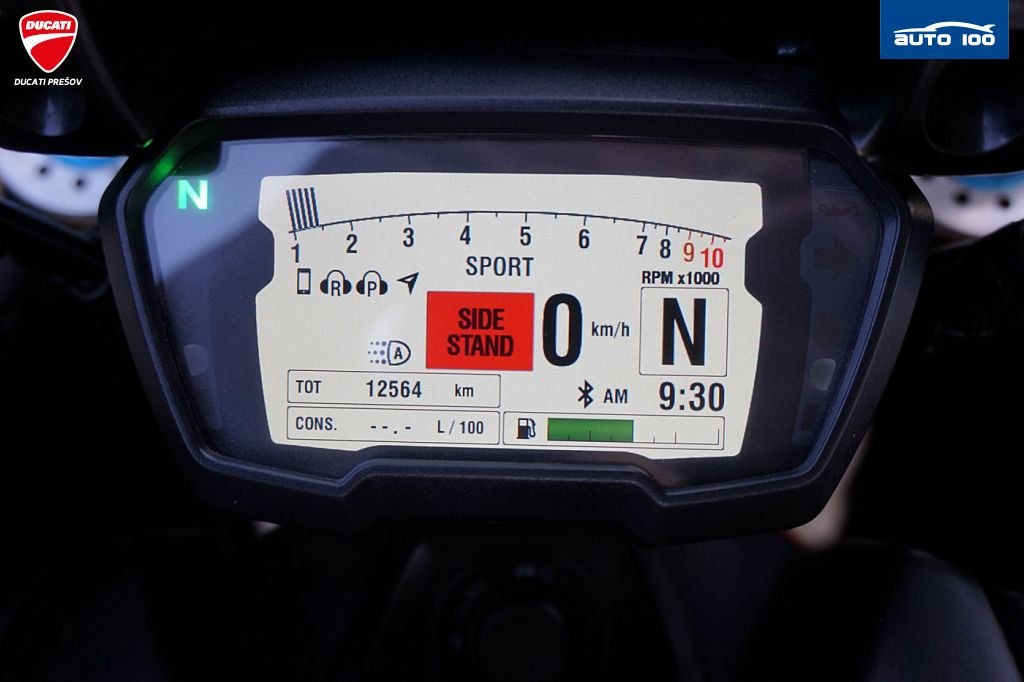 DUCATI
DUCATI PREŠOV
AUTO 100
N
1 2 3 4 5 6 7 8 9 10
SPORT
RPM x1000
R P
SIDE
STAND
0 km/h
N
A
TOT 12564 km
AM 9:30
CONS. --.- L / 100